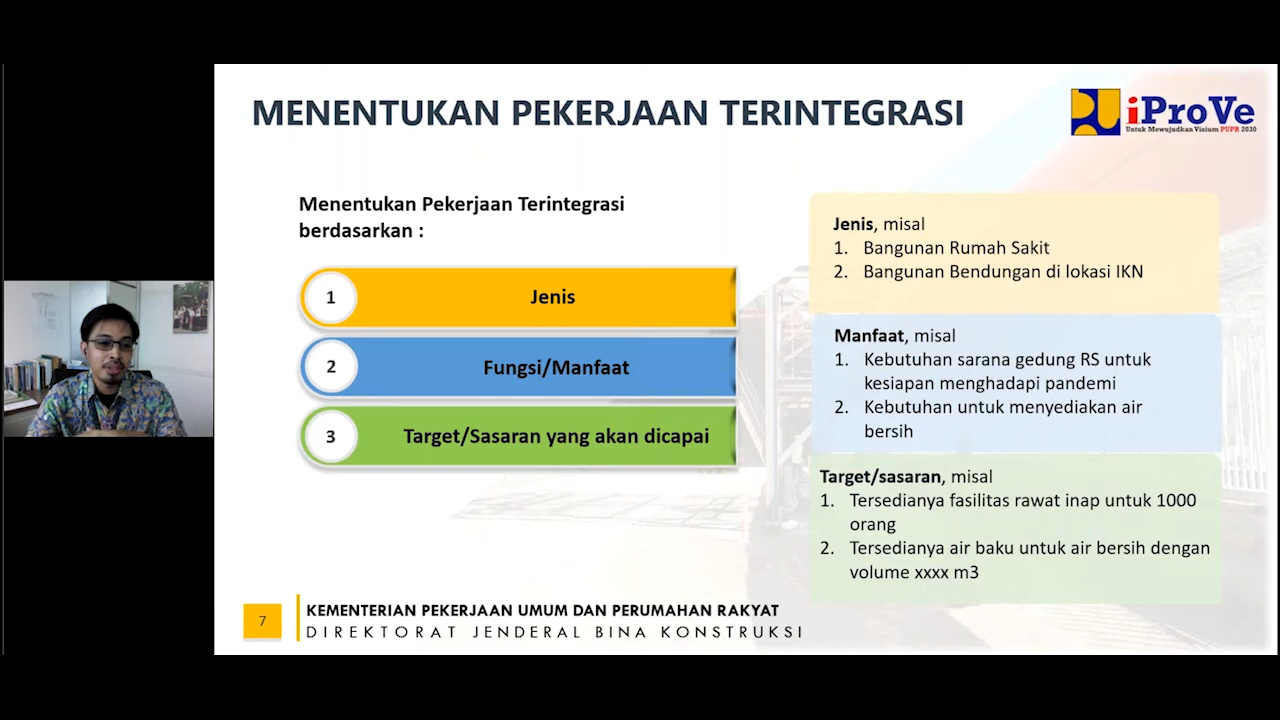 MENENTUKAN PEKERJAAN TERINTEGRASI
iProVe
Untuk Mewujudkan Visium PUPR 2030
Menentukan Pekerjaan Terintegrasi
berdasarkan :
1 Jenis
2 Fungsi/Manfaat
3 Target/Sasaran yang akan dicapai
Jenis, misal
1. Bangunan Rumah Sakit
2. Bangunan Bendungan di lokasi IKN
Manfaat, misal
1. Kebutuhan sarana gedung RS untuk
kesiapan menghadapi pandemi
2. Kebutuhan untuk menyediakan air
bersih
Target/sasaran, misal
1. Tersedianya fasilitas rawat inap untuk 1000
orang
2. Tersedianya air baku untuk air bersih dengan
volume xxxx m3
7
KEMENTERIAN PEKERJAAN UMUM DAN PERUMAHAN RAKYAT
DIREKTORAT JENDERAL BINA KONSTRUKSI